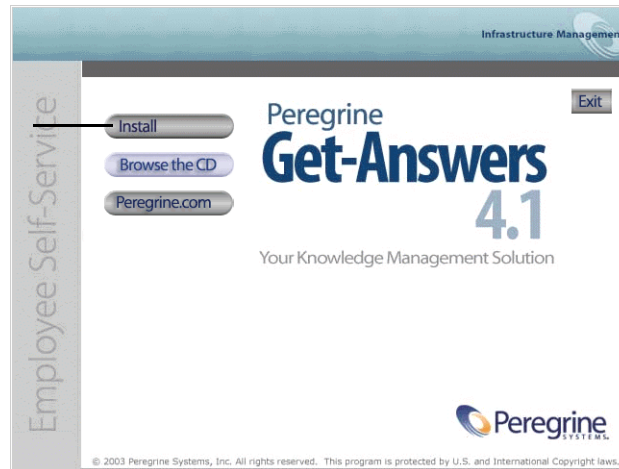 Infrastructure Management
Employee Self-Service
Install
Browse the CD
Peregrine.com
Exit
Peregrine
Get-Answers
4.1
Your Knowledge Management Solution
Peregrine
SYSTEMS
© 2003 Peregrine Systems, Inc. All rights reserved. This program is protected by U.S. and International Copyright laws.